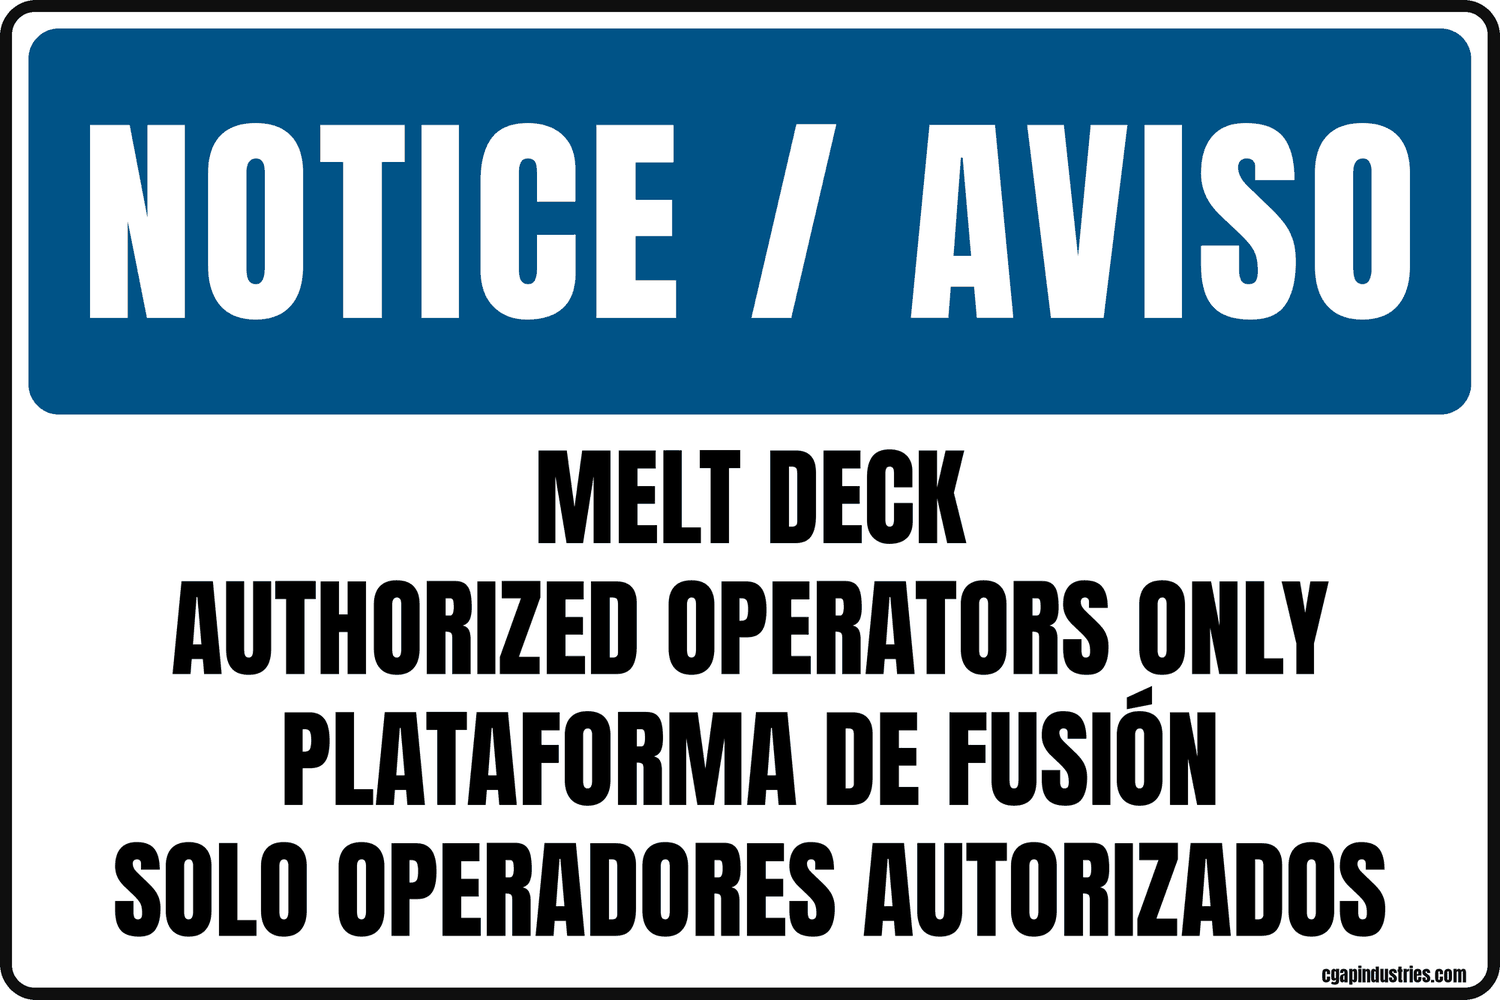 NOTICE / AVISO
MELT DECK
AUTHORIZED OPERATORS ONLY
PLATAFORMA DE FUSIÓN
SOLO OPERADORES AUTORIZADOS
cgapindustries.com